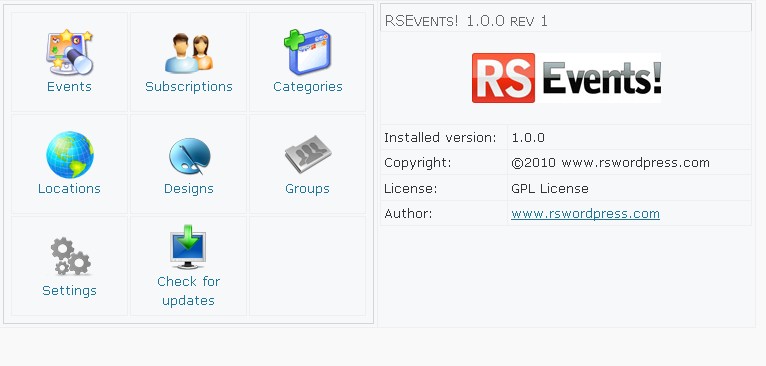 Events
Subscriptions
Categories
Locations
Designs
Groups
Settings
Check for
updates
RSEVENTS! 1.0.0 REV 1
RS Events!
Installed version: 1.0.0
Copyright: ©2010 www.rswordpress.com
License: GPL License
Author: www.rswordpress.com